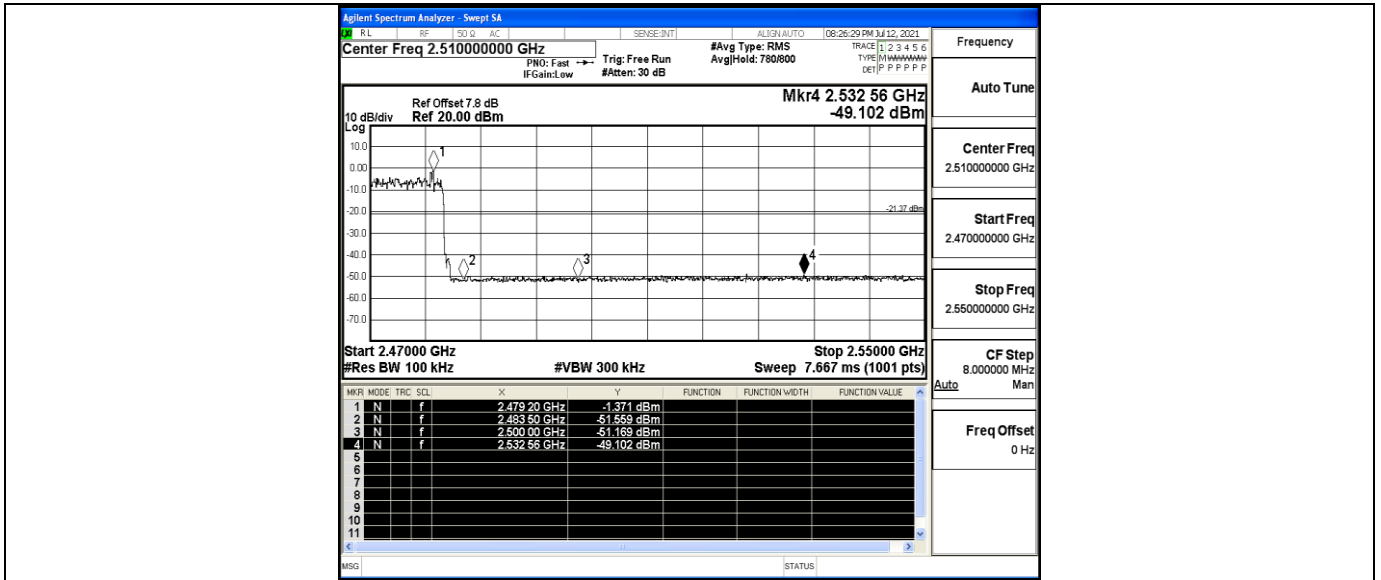 Agilent Spectrum Analyzer - Swept SA
LXI RL RF 50 Ω AC SENSE:INT ALIGN AUTO 08:26:29 PM Jul 12, 2021
Center Freq 2.510000000 GHz
PNO: Fast
IFGain:Low
Trig: Free Run
#Atten: 30 dB
#Avg Type: RMS
Avg|Hold: 780/800
TRACE 1 2 3 4 5 6
TYPE M WWWWW
DET P P P P P P
Mkr4 2.532 56 GHz
-49.102 dBm
Ref Offset 7.8 dB
10 dB/div Ref 20.00 dBm
Log
10.0
0.00
-10.0
-20.0
-30.0
-40.0
-50.0
-60.0
-70.0
1
2
3
4
-21.37 dBm
Start 2.47000 GHz Stop 2.55000 GHz
#Res BW 100 kHz #VBW 300 kHz Sweep 7.667 ms (1001 pts)
MKR MODE TRC SCL X Y FUNCTION FUNCTION WIDTH FUNCTION VALUE
1 N f 2.479 20 GHz -1.371 dBm
2 N f 2.483 50 GHz -51.559 dBm
3 N f 2.500 00 GHz -51.169 dBm
4 N f 2.532 56 GHz -49.102 dBm
5
6
7
8
9
10
11
MSG STATUS
Frequency
Auto Tune
Center Freq
2.510000000 GHz
Start Freq
2.470000000 GHz
Stop Freq
2.550000000 GHz
CF Step
8.000000 MHz
Auto Man
Freq Offset
0 Hz